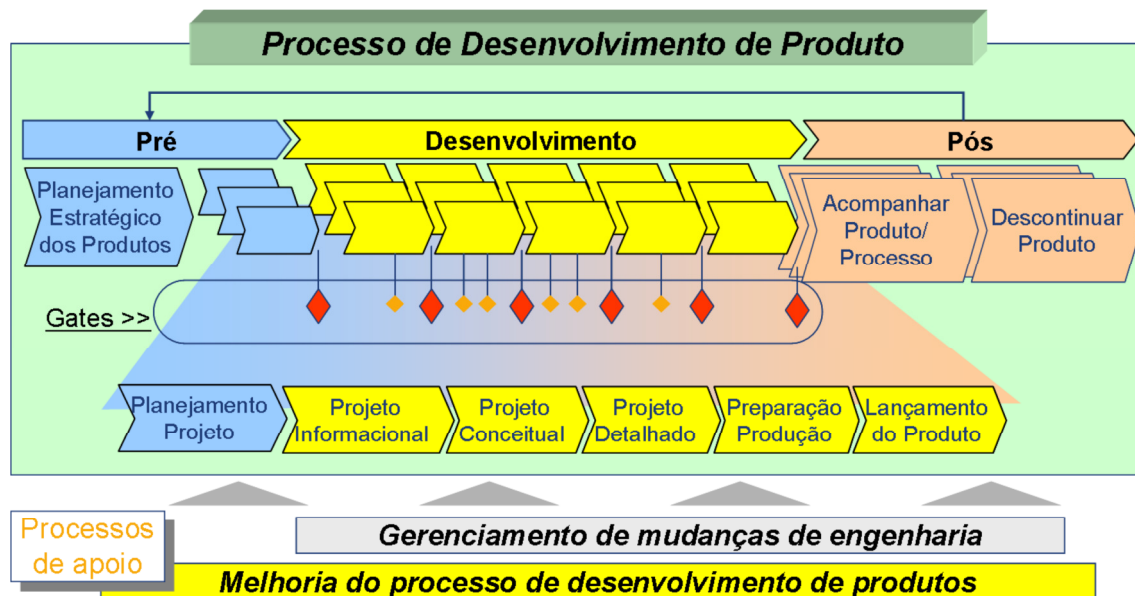 Processo de Desenvolvimento de Produto
Pré
Desenvolvimento
Pós
Planejamento
Estratégico
dos Produtos
Acompanhar
Produto/
Processo
Descontinuar
Produto
Gates >>
Planejamento
Projeto
Projeto
Informacional
Projeto
Conceitual
Projeto
Detalhado
Preparação
Produção
Lançamento
do Produto
Processos
de apoio
Gerenciamento de mudanças de engenharia
Melhoria do processo de desenvolvimento de produtos